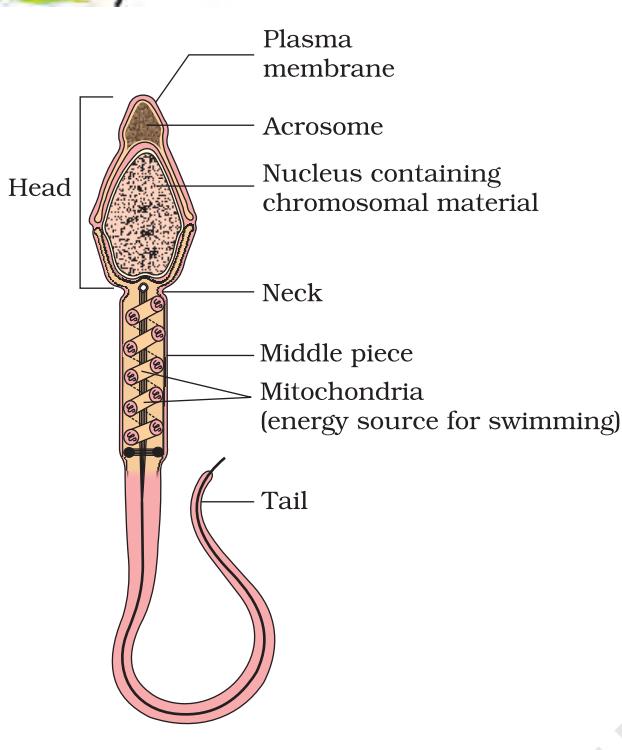 Plasma
membrane
Acrosome
Head
Nucleus containing
chromosomal material
Neck
Middle piece
Mitochondria
(energy source for swimming)
Tail